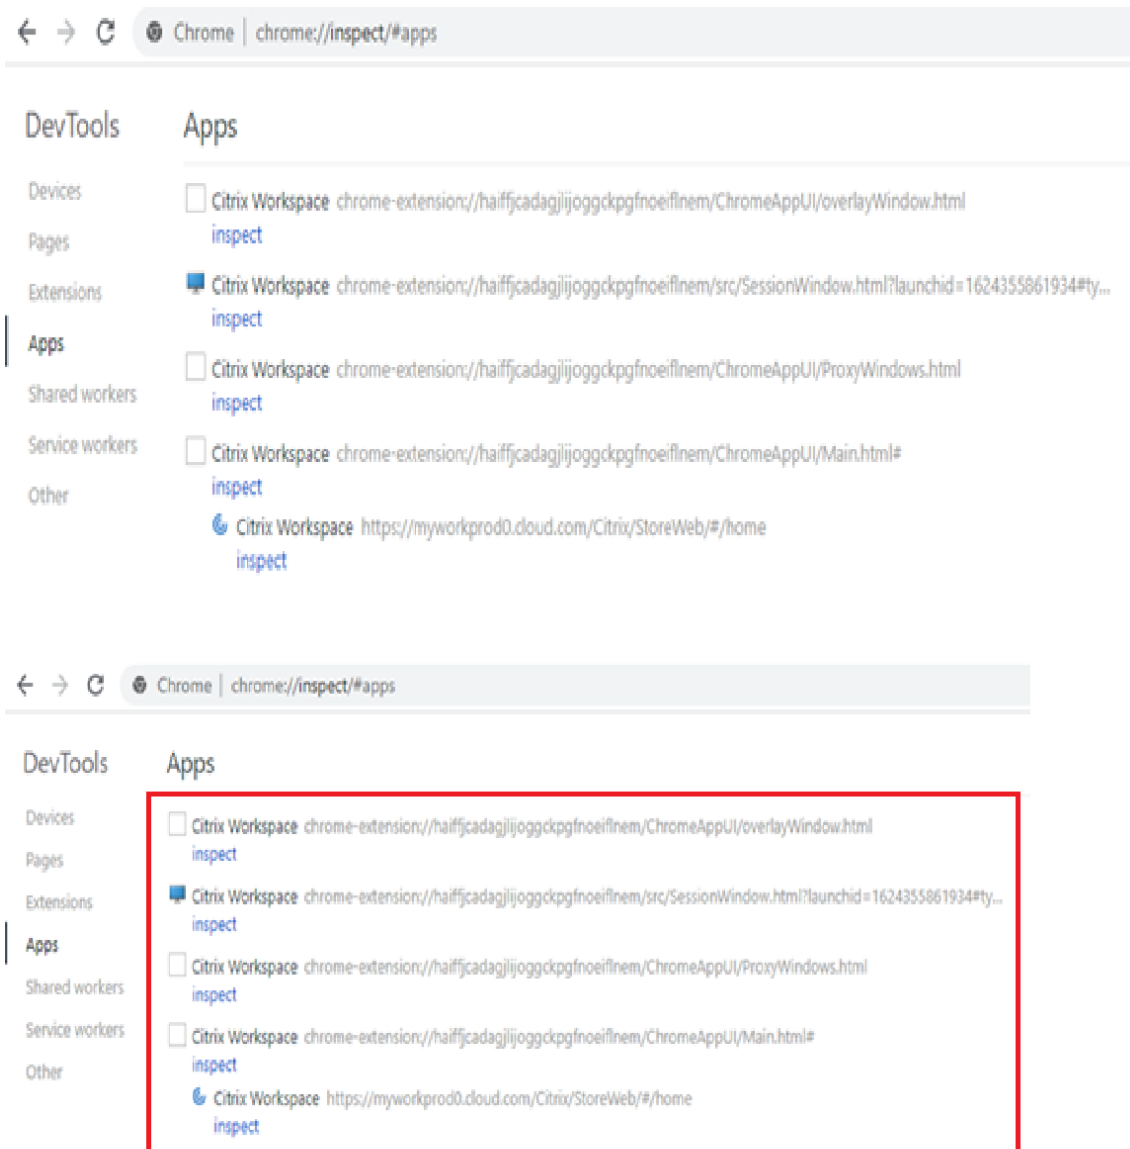 Chrome | chrome://inspect/#apps
DevTools
Apps
Devices
Pages
Extensions
Apps
Shared workers
Service workers
Other
Citrix Workspace chrome-extension://haiffjcadagjlijoggckpgfnoeiflnem/ChromeAppUI/overlayWindow.html
inspect
Citrix Workspace chrome-extension://haiffjcadagjlijoggckpgfnoeiflnem/src/SessionWindow.html?launchid=1624355861934#ty...
inspect
Citrix Workspace chrome-extension://haiffjcadagjlijoggckpgfnoeiflnem/ChromeAppUI/ProxyWindows.html
inspect
Citrix Workspace chrome-extension://haiffjcadagjlijoggckpgfnoeiflnem/ChromeAppUI/Main.html#
inspect
Citrix Workspace https://myworkprod0.cloud.com/Citrix/StoreWeb/#/home
inspect
Chrome | chrome://inspect/#apps
DevTools
Apps
Devices
Pages
Extensions
Apps
Shared workers
Service workers
Other
Citrix Workspace chrome-extension://haiffjcadagjlijoggckpgfnoeiflnem/ChromeAppUI/overlayWindow.html
inspect
Citrix Workspace chrome-extension://haiffjcadagjlijoggckpgfnoeiflnem/src/SessionWindow.html?launchid=1624355861934#ty...
inspect
Citrix Workspace chrome-extension://haiffjcadagjlijoggckpgfnoeiflnem/ChromeAppUI/ProxyWindows.html
inspect
Citrix Workspace chrome-extension://haiffjcadagjlijoggckpgfnoeiflnem/ChromeAppUI/Main.html#
inspect
Citrix Workspace https://myworkprod0.cloud.com/Citrix/StoreWeb/#/home
inspect